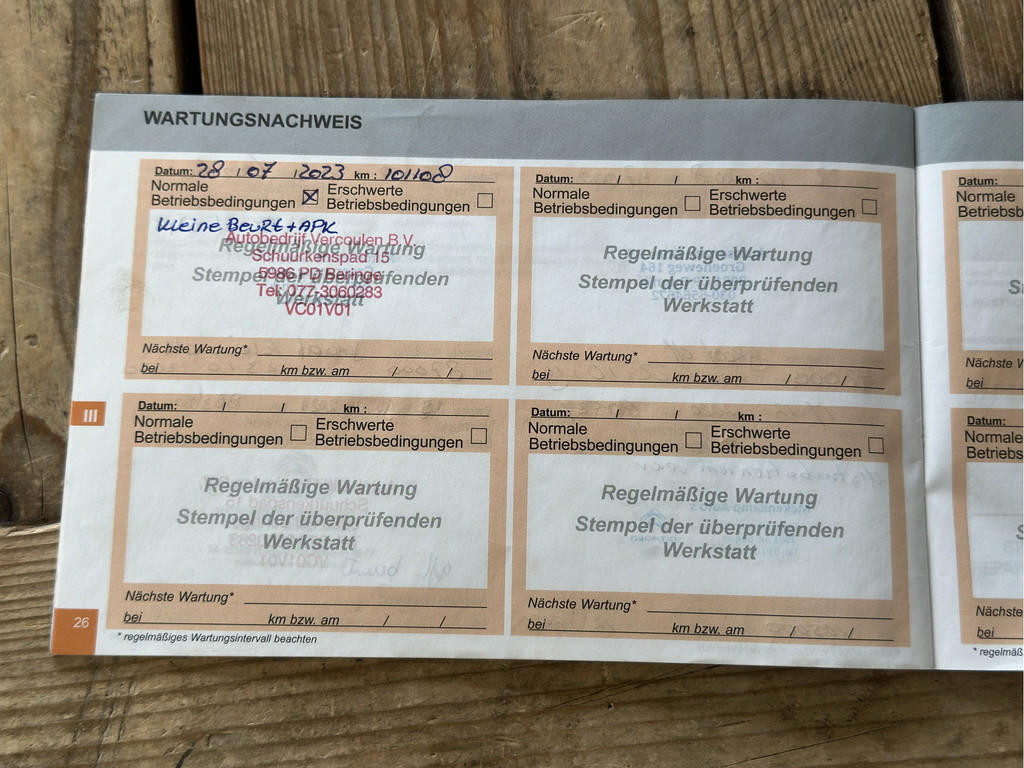 WARTUNGSNACHWEIS
Datum: 28 / 07 / 2023 km : 101108
Normale Betriebsbedingungen ☒ Erschwerte Betriebsbedingungen ☐
Kleine Beurt + APK
Autobedrijf Vercoulen B.V.
Regelmäßige Wartung
Schuurkenspad 15
Stempel der überprüfenden
5986 PD Beringe
Werkstatt
Tel. 077-3060283
VC01V01
Nächste Wartung*
bei km bzw. am / /
Datum: / / km :
Normale Betriebsbedingungen ☐ Erschwerte Betriebsbedingungen ☐
Regelmäßige Wartung
Stempel der überprüfenden
Werkstatt
Nächste Wartung*
bei km bzw. am / /
III
Datum: / / km :
Normale Betriebsbedingungen ☐ Erschwerte Betriebsbedingungen ☐
Regelmäßige Wartung
Stempel der überprüfenden
Werkstatt
Nächste Wartung*
bei km bzw. am / /
Datum: / / km :
Normale Betriebsbedingungen ☐ Erschwerte Betriebsbedingungen ☐
Regelmäßige Wartung
Stempel der überprüfenden
Werkstatt
Nächste Wartung*
bei km bzw. am / /
26
* regelmäßiges Wartungsintervall beachten
Datum:
Normale
Nächste
bei
Datum:
Normale
Nächste
bei